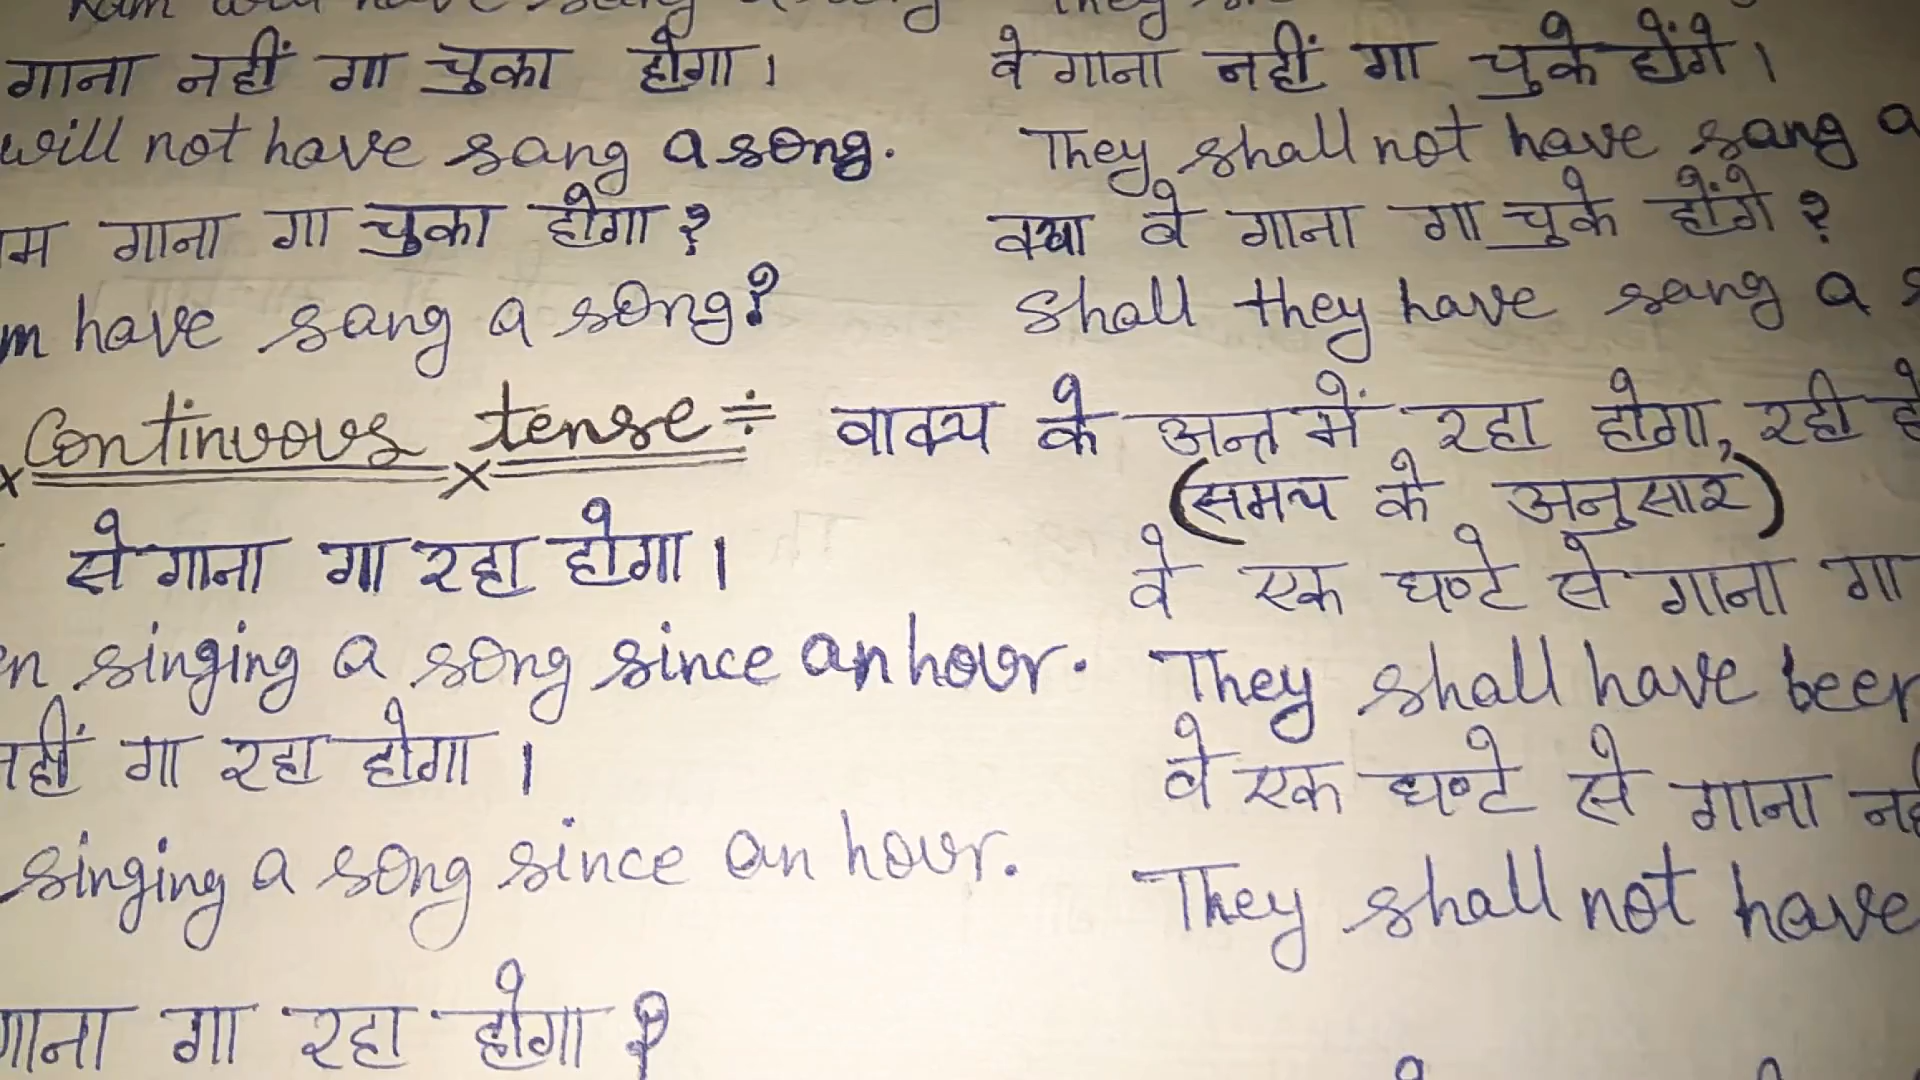 गाना नहीं गा चुका होगा। वे गाना नहीं गा चुके होंगे।
will not have sang a song. They shall not have sang a
गाना गा चुका होगा? क्या वे गाना गा चुके होंगे?
have sang a song? Shall they have sang a
Continuous tense ÷ वाक्य के अन्त में रहा होगा, रही
(समय के अनुसार)
से गाना गा रहा होगा। वे एक घण्टे से गाना गा
singing a song since an hour. They shall have been
नहीं गा रहा होगा। वे एक घण्टे से गाना
singing a song since an hour. They shall not have
गाना गा रहा होगा?